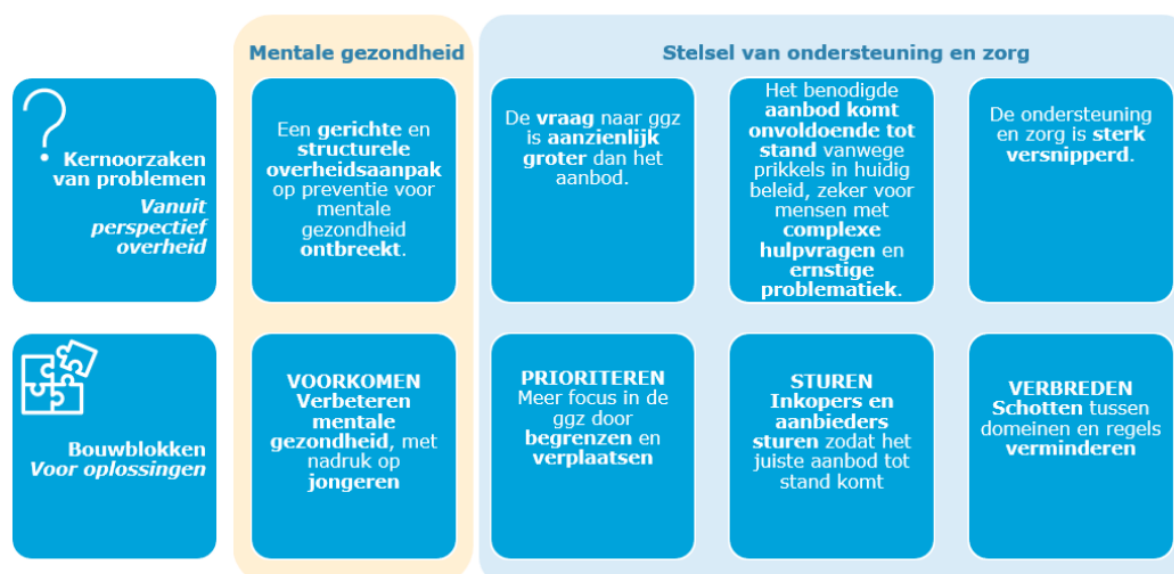 Mentale gezondheid
Stelsel van ondersteuning en zorg
Kernoorzaken
van problemen
Vanuit
perspectief
overheid
Een gerichte en
structurele
overheidsaanpak
op preventie voor
mentale
gezondheid
ontbreekt.
De vraag naar ggz
is aanzienlijk
groter dan het
aanbod.
Het benodigde
aanbod komt
onvoldoende tot
stand vanwege
prikkels in huidig
beleid, zeker voor
mensen met
complexe
hulpvragen en
ernstige
problematiek.
De ondersteuning
en zorg is sterk
versnipperd.
Bouwblokken
Voor oplossingen
VOORKOMEN
Verbeteren
mentale
gezondheid, met
nadruk op
jongeren
PRIORITEREN
Meer focus in de
ggz door
begrenzen en
verplaatsen
STUREN
Inkopers en
aanbieders
sturen zodat het
juiste aanbod tot
stand komt
VERBREDEN
Schotten tussen
domeinen en regels
verminderen